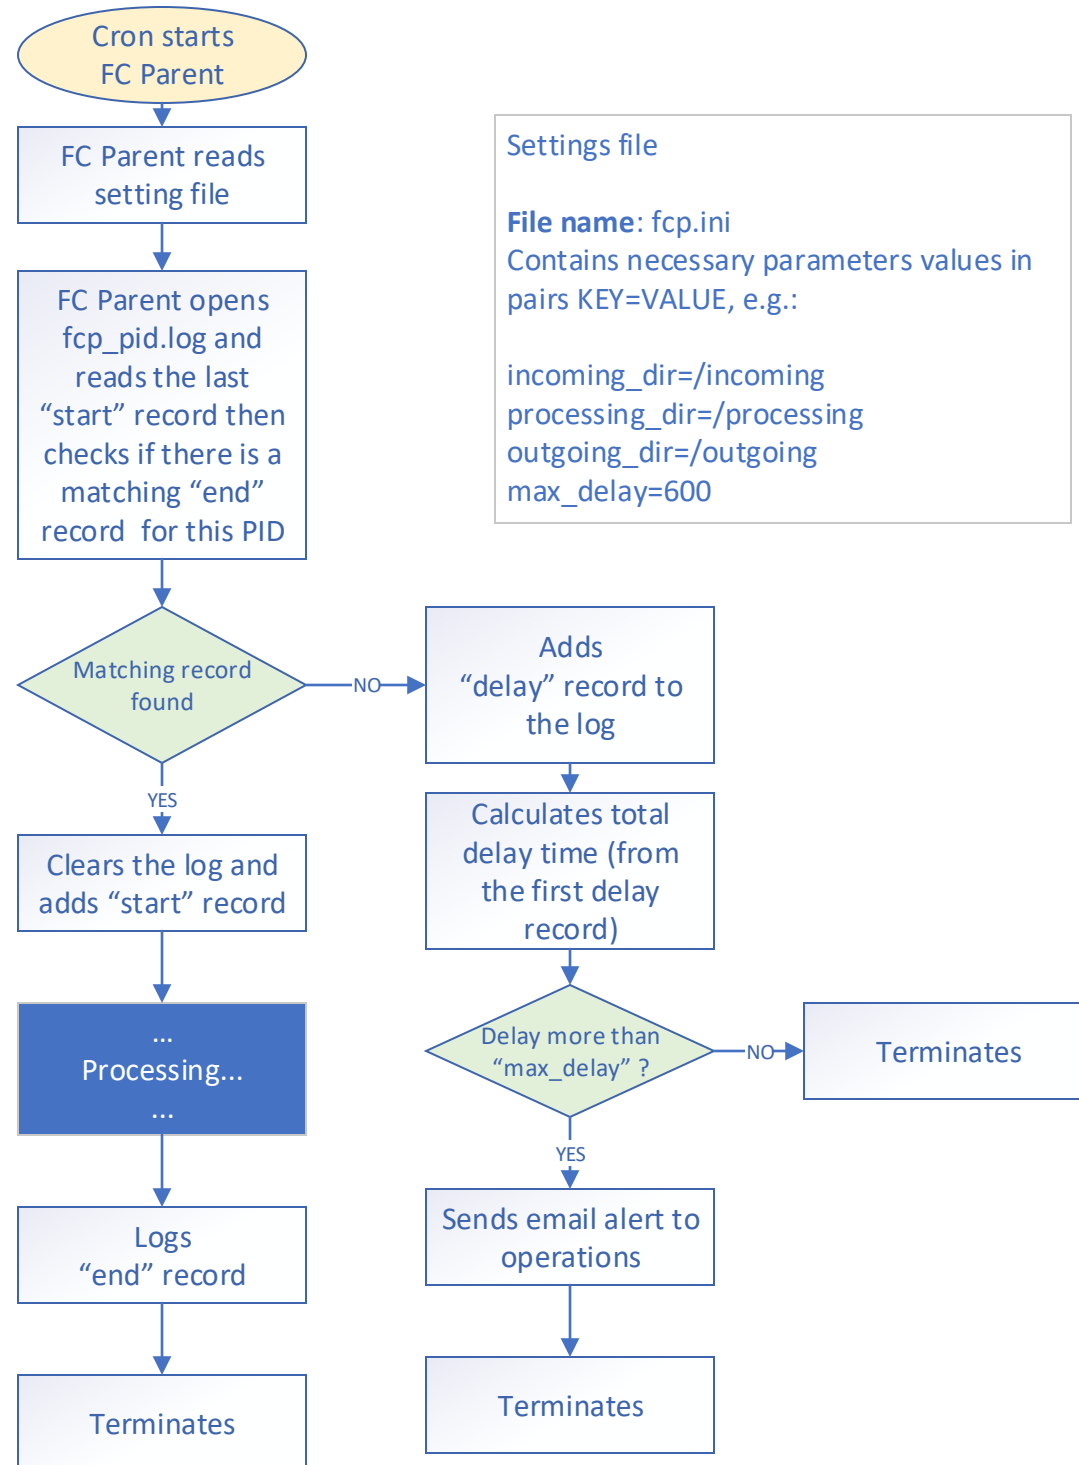 Cron starts
FC Parent
FC Parent reads
setting file
FC Parent opens
fcp_pid.log and
reads the last
“start” record then
checks if there is a
matching “end”
record for this PID
Matching record
found
NO
YES
Clears the log and
adds “start” record
...
Processing...
...
Logs
“end” record
Terminates
Adds
“delay” record to
the log
Calculates total
delay time (from
the first delay
record)
Delay more than
“max_delay” ?
NO
Terminates
YES
Sends email alert to
operations
Terminates
Settings file
File name: fcp.ini
Contains necessary parameters values in
pairs KEY=VALUE, e.g.:
incoming_dir=/incoming
processing_dir=/processing
outgoing_dir=/outgoing
max_delay=600